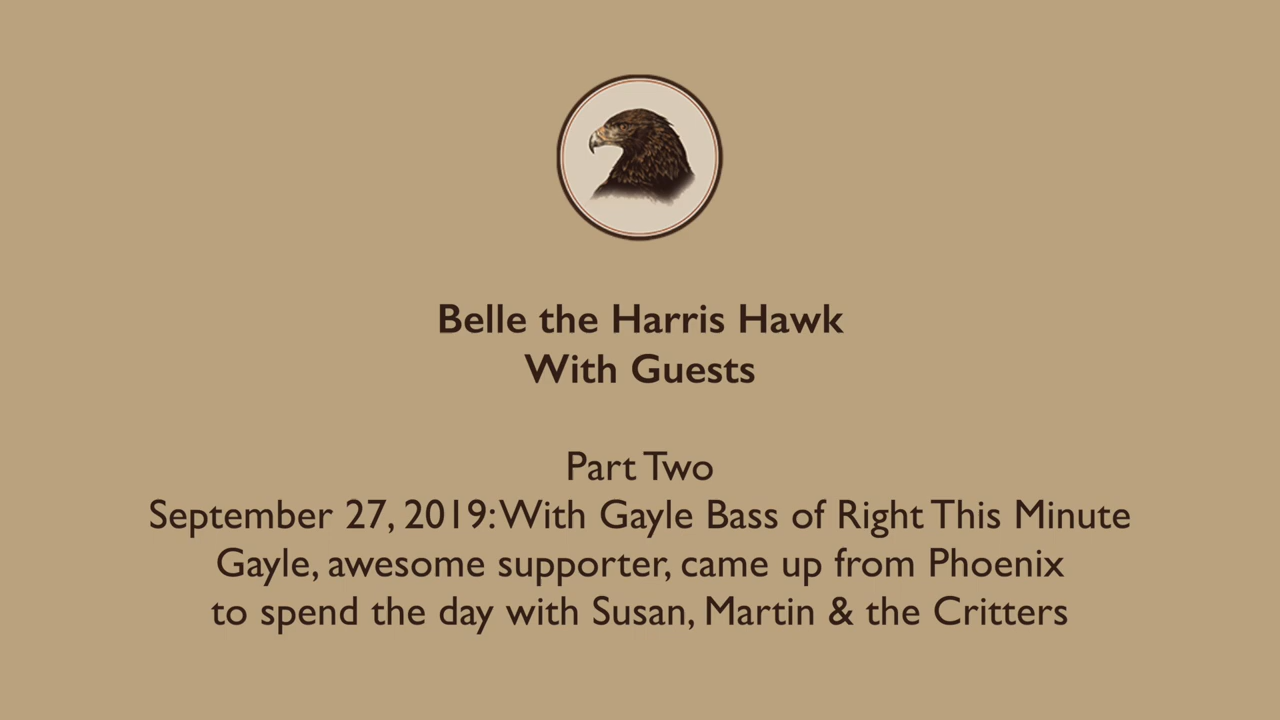 Belle the Harris Hawk
With Guests
Part Two
September 27, 2019: With Gayle Bass of Right This Minute
Gayle, awesome supporter, came up from Phoenix
to spend the day with Susan, Martin & the Critters